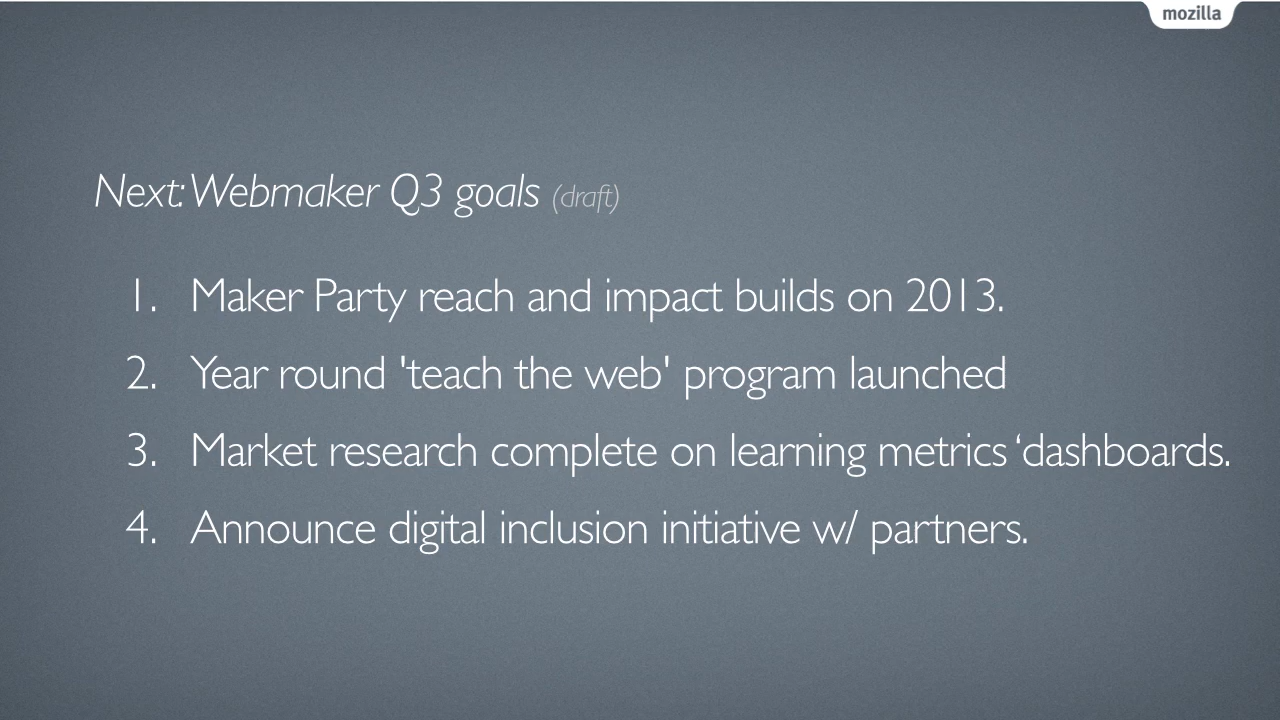 mozilla
Next: Webmaker Q3 goals (draft)
1. Maker Party reach and impact builds on 2013.
2. Year round 'teach the web' program launched
3. Market research complete on learning metrics ‘dashboards.
4. Announce digital inclusion initiative w/ partners.